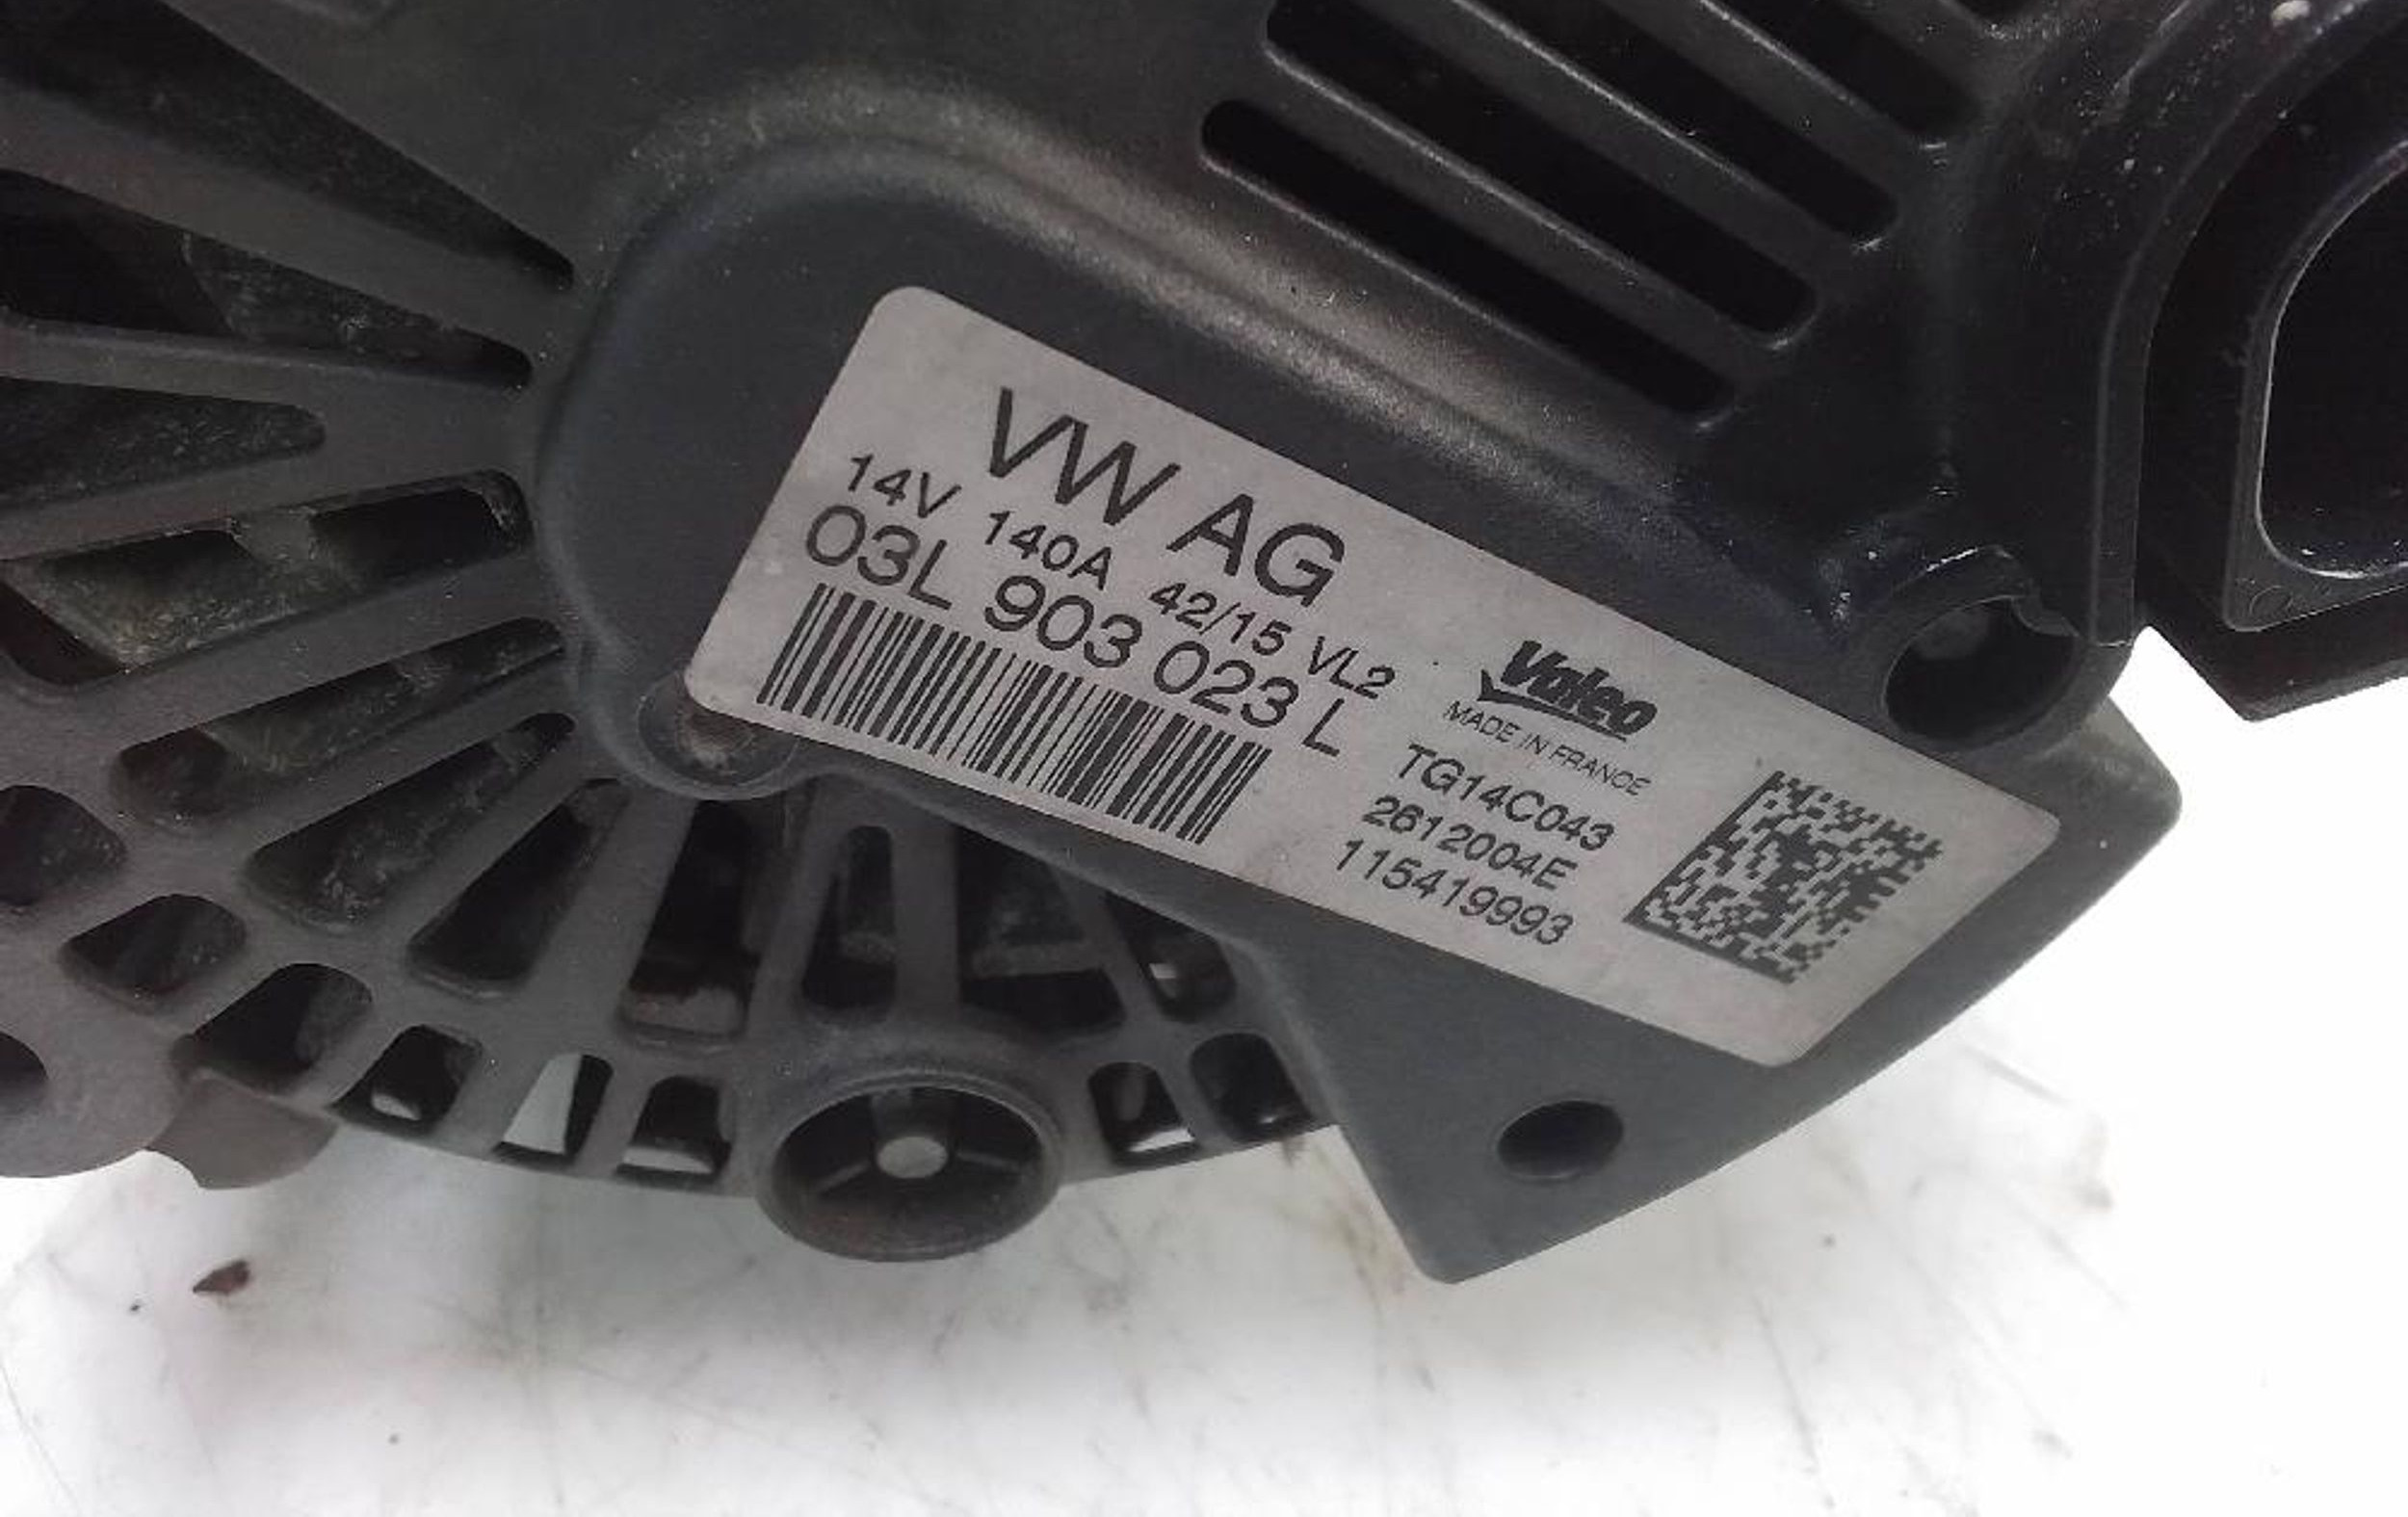 VW AG
14V 140A 42/15 VL2
03L 903 023 L
Valeo
MADE IN FRANCE
TG14C043
2612004E
115419993